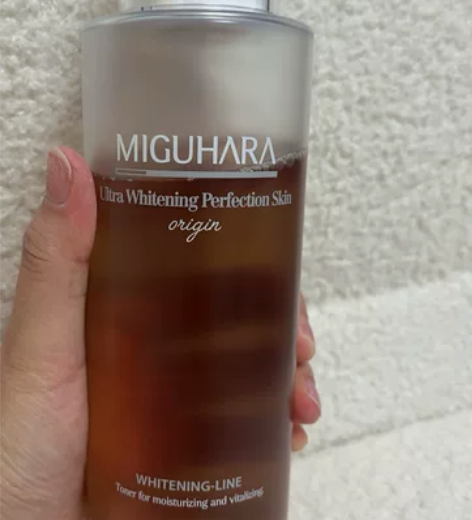 MIGUHARA
Ultra Whitening Perfection Skin
origin
WHITENING-LINE
Toner for moisturizing and vitalizing